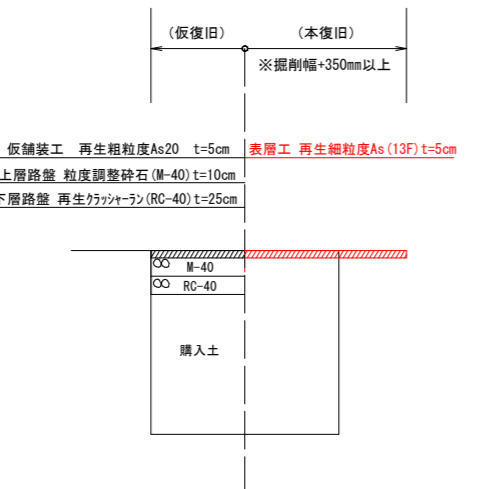 (仮復旧) (本復旧)
※掘削幅+350mm以上
仮舗装工 再生粗粒度As20 t=5cm 表層工 再生細粒度As(13F)t=5cm
上層路盤 粒度調整砕石(M-40)t=10cm
下層路盤 再生クラッシャーラン(RC-40)t=25cm
M-40
RC-40
購入土